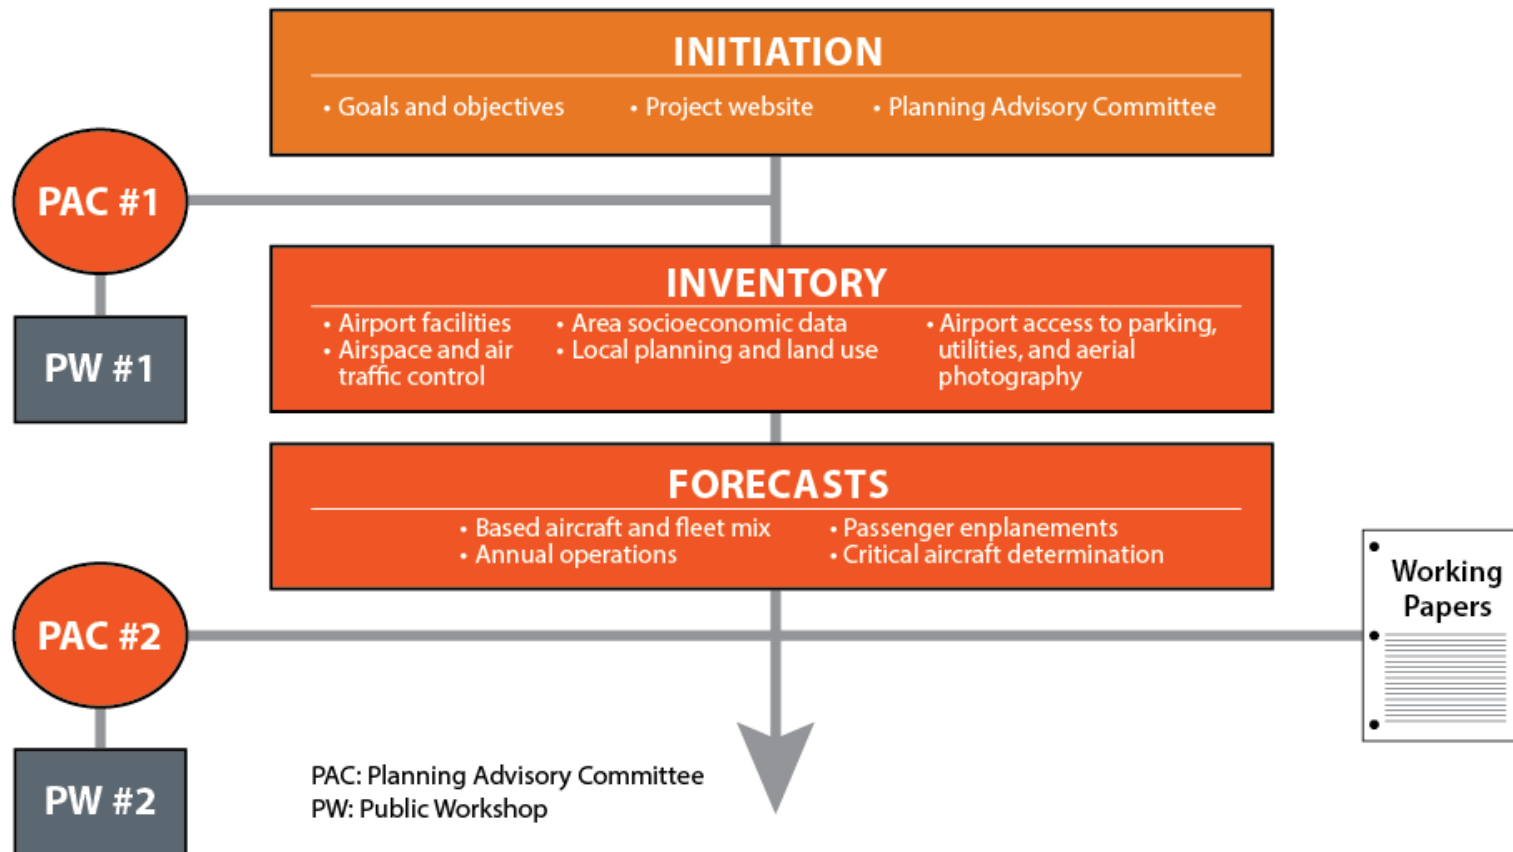 INITIATION
• Goals and objectives
• Project website
• Planning Advisory Committee
PAC #1
INVENTORY
• Airport facilities
• Airspace and air
traffic control
• Area socioeconomic data
• Local planning and land use
• Airport access to parking,
utilities, and aerial
photography
PW #1
FORECASTS
• Based aircraft and fleet mix
• Annual operations
• Passenger enplanements
• Critical aircraft determination
Working
Papers
PAC #2
PW #2
PAC: Planning Advisory Committee
PW: Public Workshop